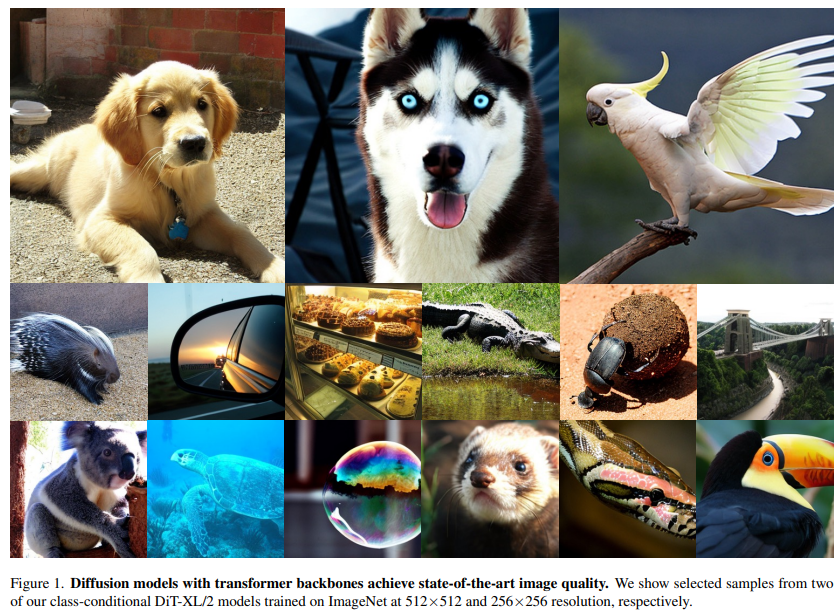 Figure 1. Diffusion models with transformer backbones achieve state-of-the-art image quality. We show selected samples from two
of our class-conditional DiT-XL/2 models trained on ImageNet at 512×512 and 256×256 resolution, respectively.